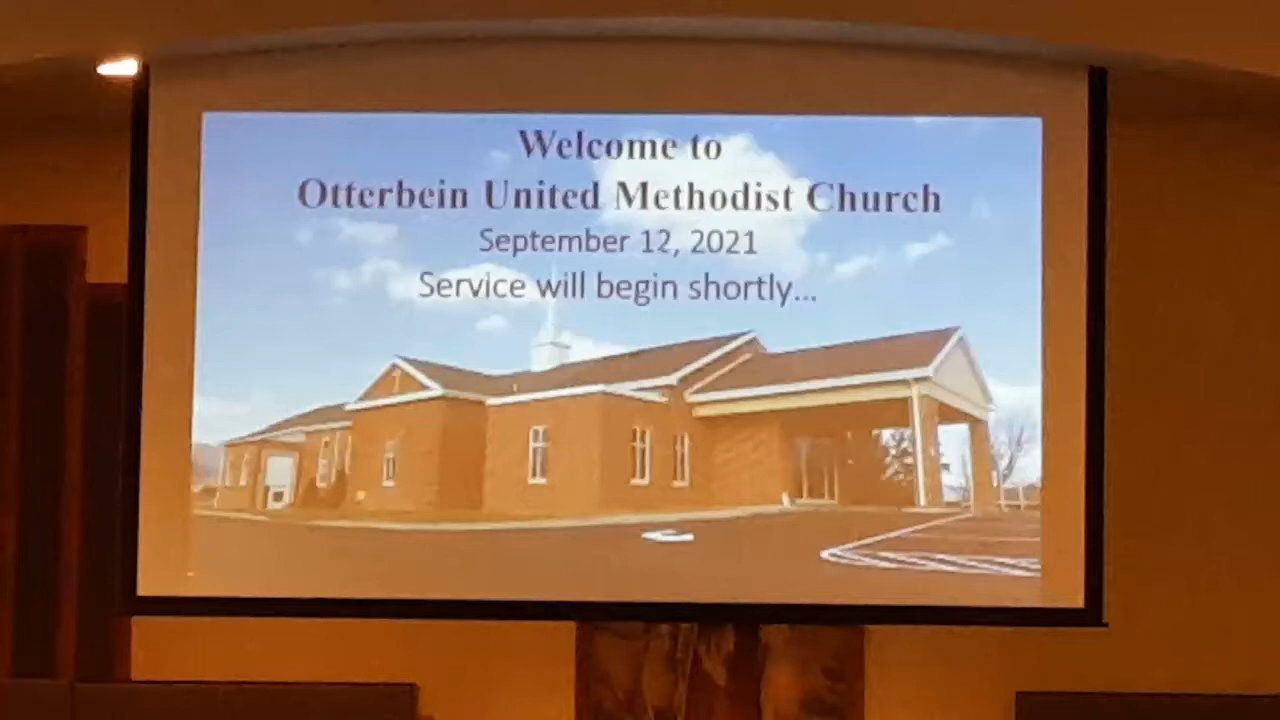 Welcome to
Otterbein United Methodist Church
September 12, 2021
Service will begin shortly...